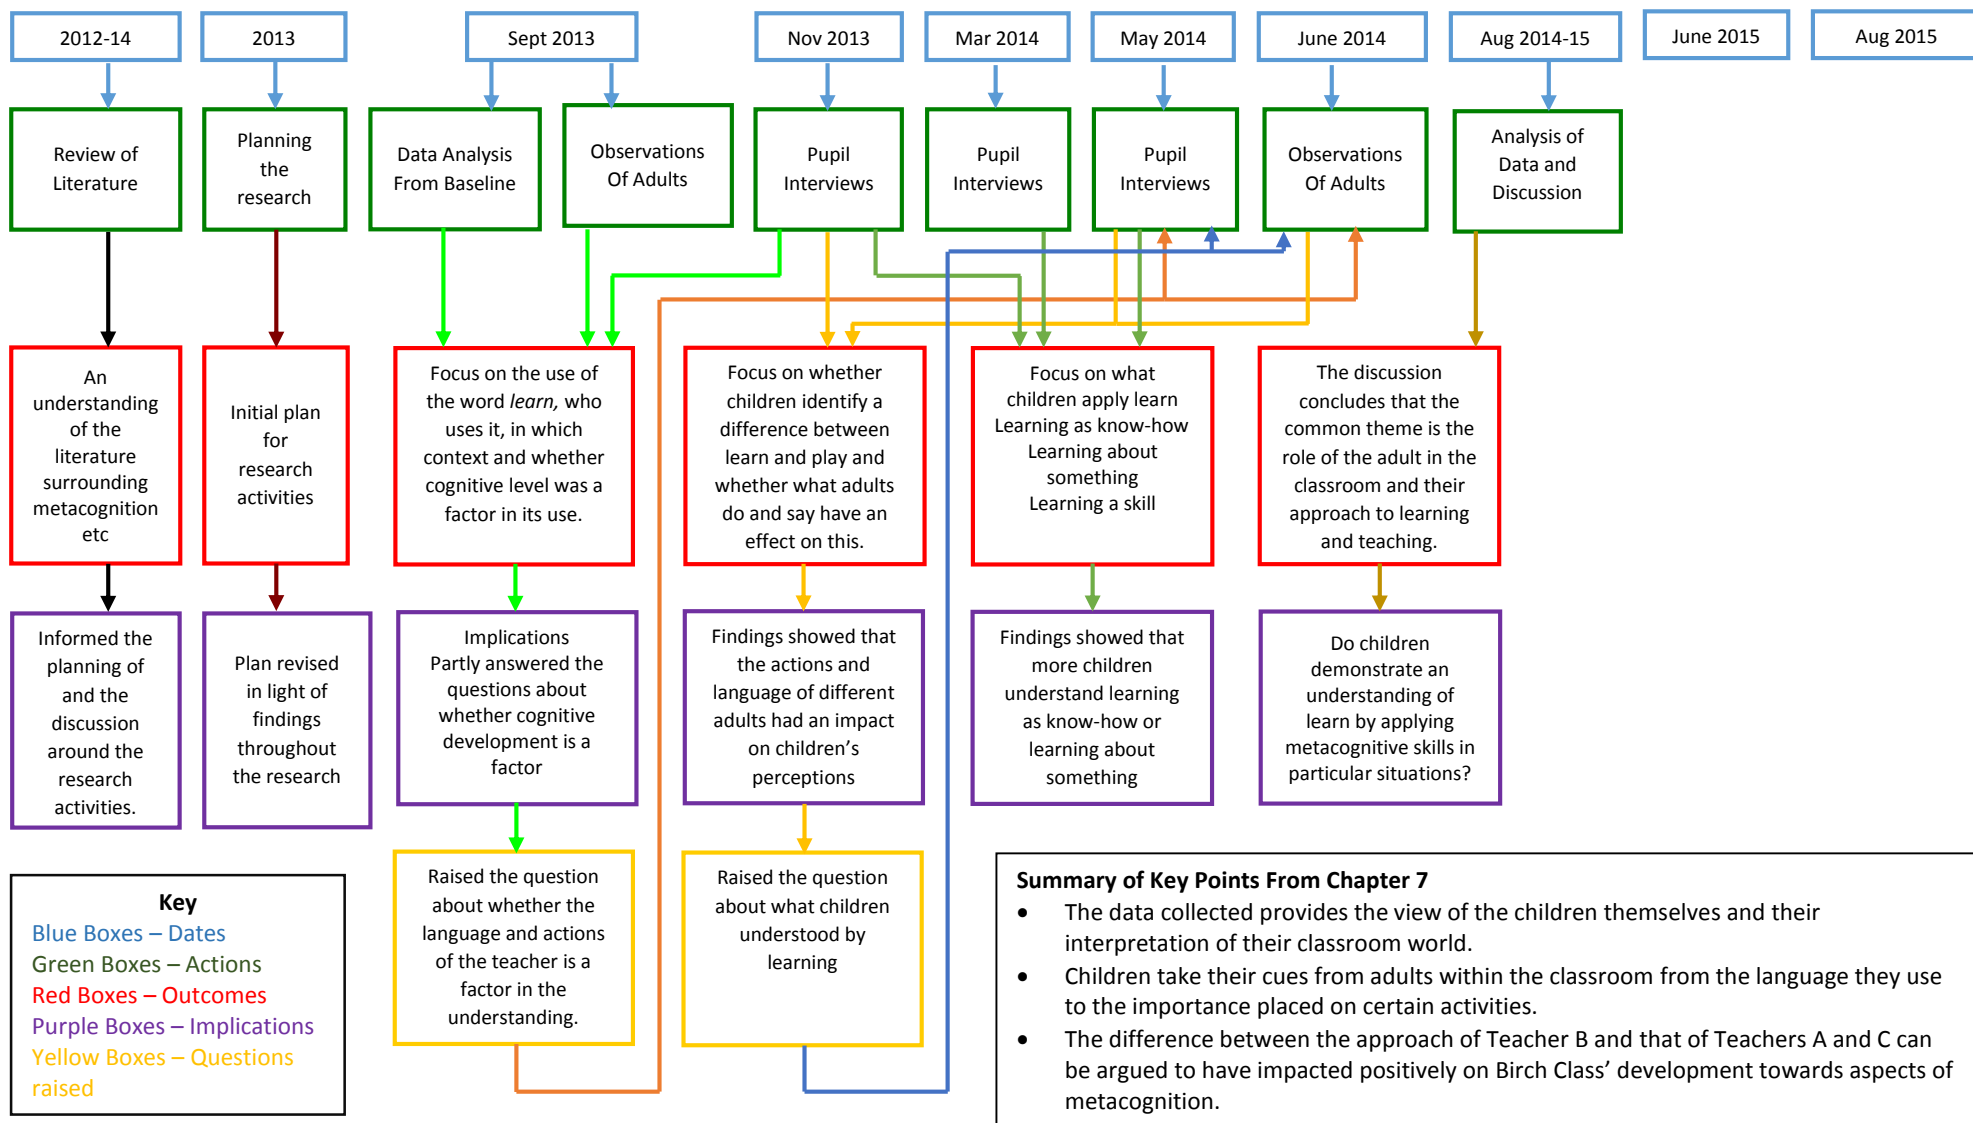 2012-14
2013
Sept 2013
Nov 2013
Mar 2014
May 2014
June 2014
Aug 2014-15
June 2015
Aug 2015
Review of
Literature
Planning
the
research
Data Analysis
From Baseline
Observations
Of Adults
Pupil
Interviews
Pupil
Interviews
Pupil
Interviews
Observations
Of Adults
Analysis of
Data and
Discussion
An
understanding
of the
literature
surrounding
metacognition
etc
Initial plan
for
research
activities
Focus on the use of
the word learn, who
uses it, in which
context and whether
cognitive level was a
factor in its use.
Focus on whether
children identify a
difference between
learn and play and
whether what adults
do and say have an
effect on this.
Focus on what
children apply learn
Learning as know-how
Learning about
something
Learning a skill
The discussion
concludes that the
common theme is the
role of the adult in the
classroom and their
approach to learning
and teaching.
Informed the
planning of
and the
discussion
around the
research
activities.
Plan revised
in light of
findings
throughout
the research
Implications
Partly answered the
questions about
whether cognitive
development is a
factor
Findings showed that
the actions and
language of different
adults had an impact
on children's
perceptions
Findings showed that
more children
understand learning
as know-how or
learning about
something
Do children
demonstrate an
understanding of
learn by applying
metacognitive skills in
particular situations?
Raised the question
about whether the
language and actions
of the teacher is a
factor in the
understanding.
Raised the question
about what children
understood by
learning
Key
Blue Boxes – Dates
Green Boxes – Actions
Red Boxes – Outcomes
Purple Boxes – Implications
Yellow Boxes – Questions
raised
Summary of Key Points From Chapter 7
• The data collected provides the view of the children themselves and their
interpretation of their classroom world.
• Children take their cues from adults within the classroom from the language they use
to the importance placed on certain activities.
• The difference between the approach of Teacher B and that of Teachers A and C can
be argued to have impacted positively on Birch Class' development towards aspects of
metacognition.